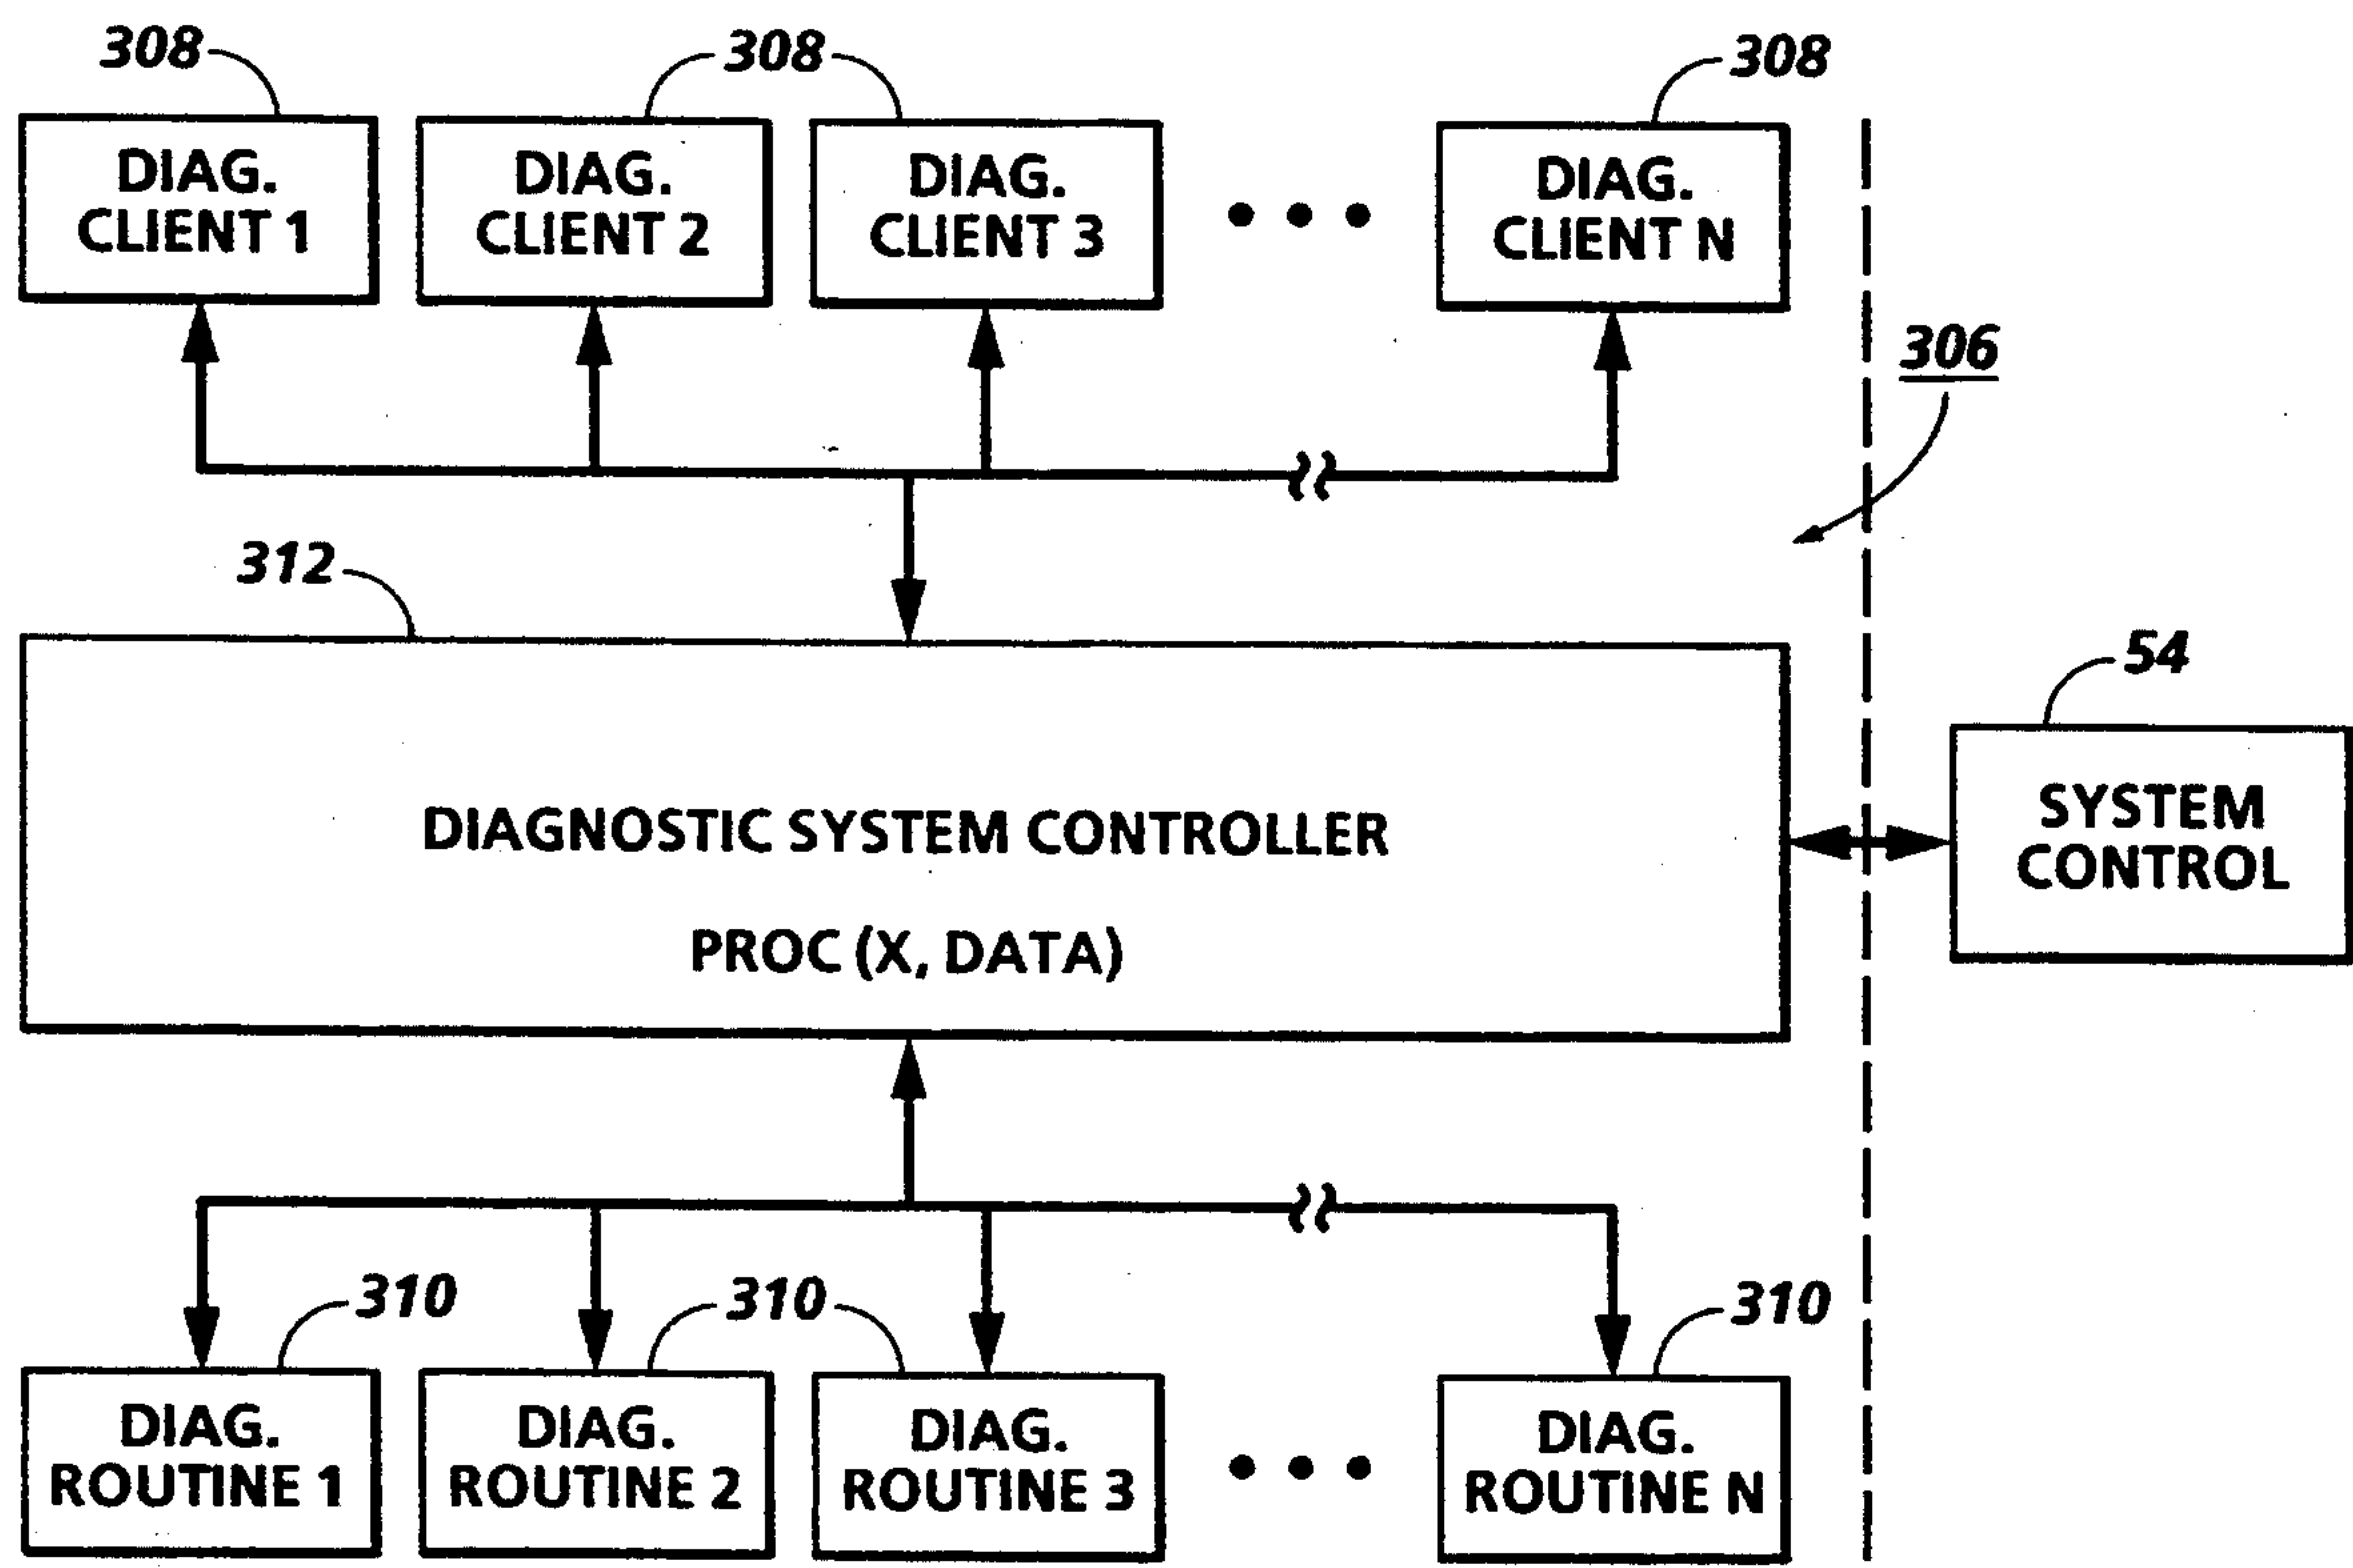 308
308
308
DIAG.
CLIENT 1
DIAG.
CLIENT 2
DIAG.
CLIENT 3
DIAG.
CLIENT N
306
312
54
DIAGNOSTIC SYSTEM CONTROLLER
PROC (X, DATA)
SYSTEM
CONTROL
310
310
310
DIAG.
ROUTINE 1
DIAG.
ROUTINE 2
DIAG.
ROUTINE 3
DIAG.
ROUTINE N